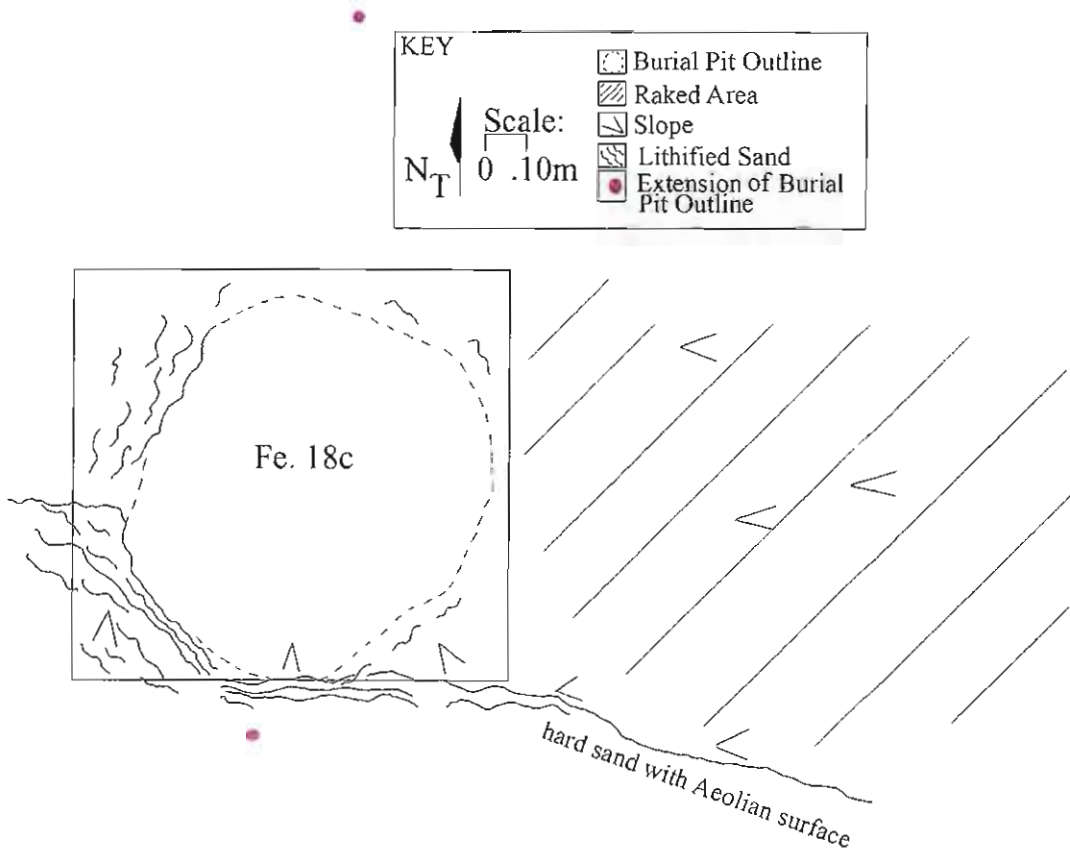 KEY
Burial Pit Outline
Raked Area
Scale:
Slope
NT
0 .10m
Lithified Sand
Extension of Burial
Pit Outline
Fe. 18c
hard sand with Aeolian surface